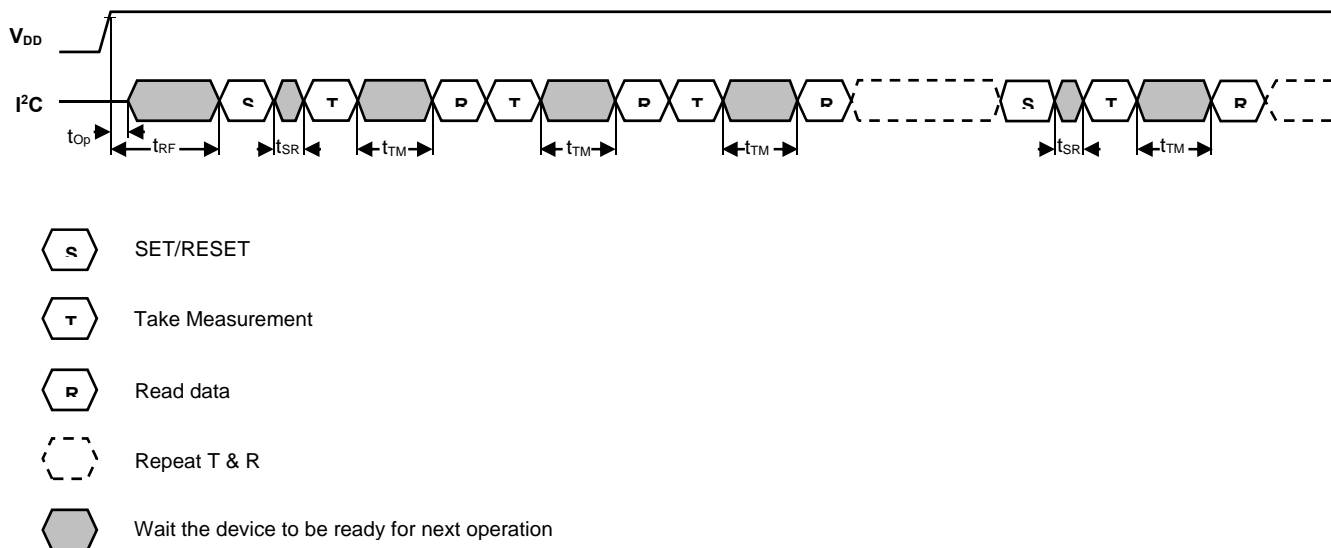 VDD
I²C S T R T R T R S T R
tOp tRF tSR tTM tTM tTM tSR tTM
S SET/RESET
T Take Measurement
R Read data
Repeat T & R
Wait the device to be ready for next operation